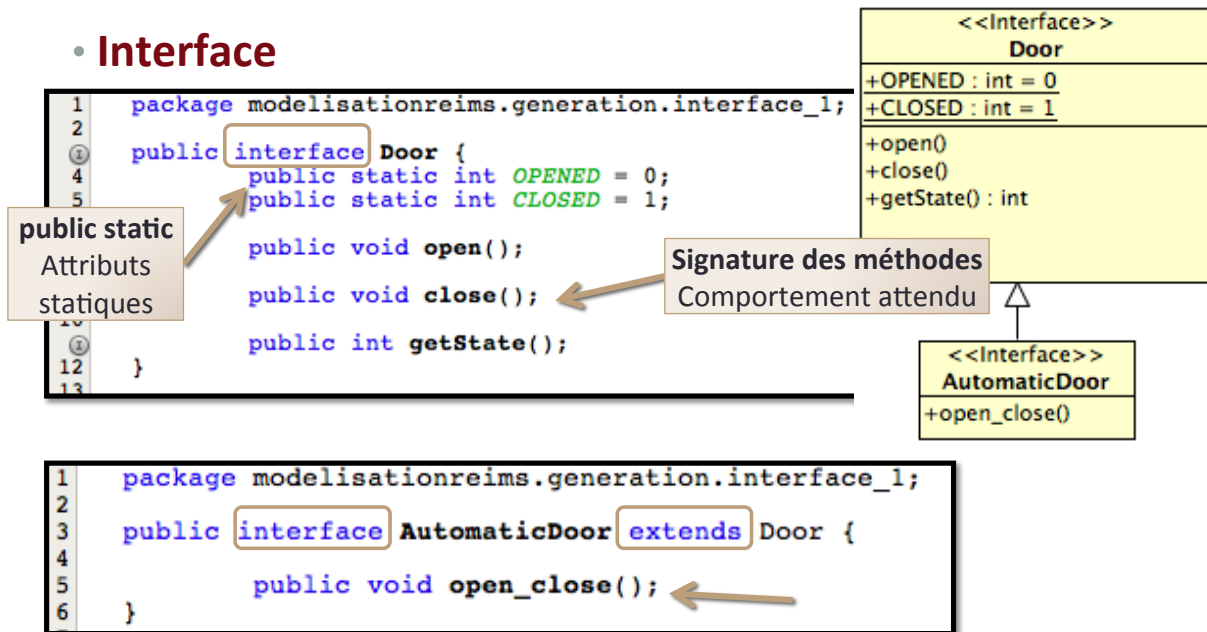 • Interface
1 package modelisationreims.generation.interface_1;
2
public interface Door {
4 public static int OPENED = 0;
5 public static int CLOSED = 1;
public void open();
public void close();
10
public int getState();
12 }
13
public static
Attributs
statiques
Signature des méthodes
Comportement attendu
<<Interface>>
Door
+OPENED : int = 0
+CLOSED : int = 1
+open()
+close()
+getState() : int
<<Interface>>
AutomaticDoor
+open_close()
1 package modelisationreims.generation.interface_1;
2
3 public interface AutomaticDoor extends Door {
4
5 public void open_close();
6 }